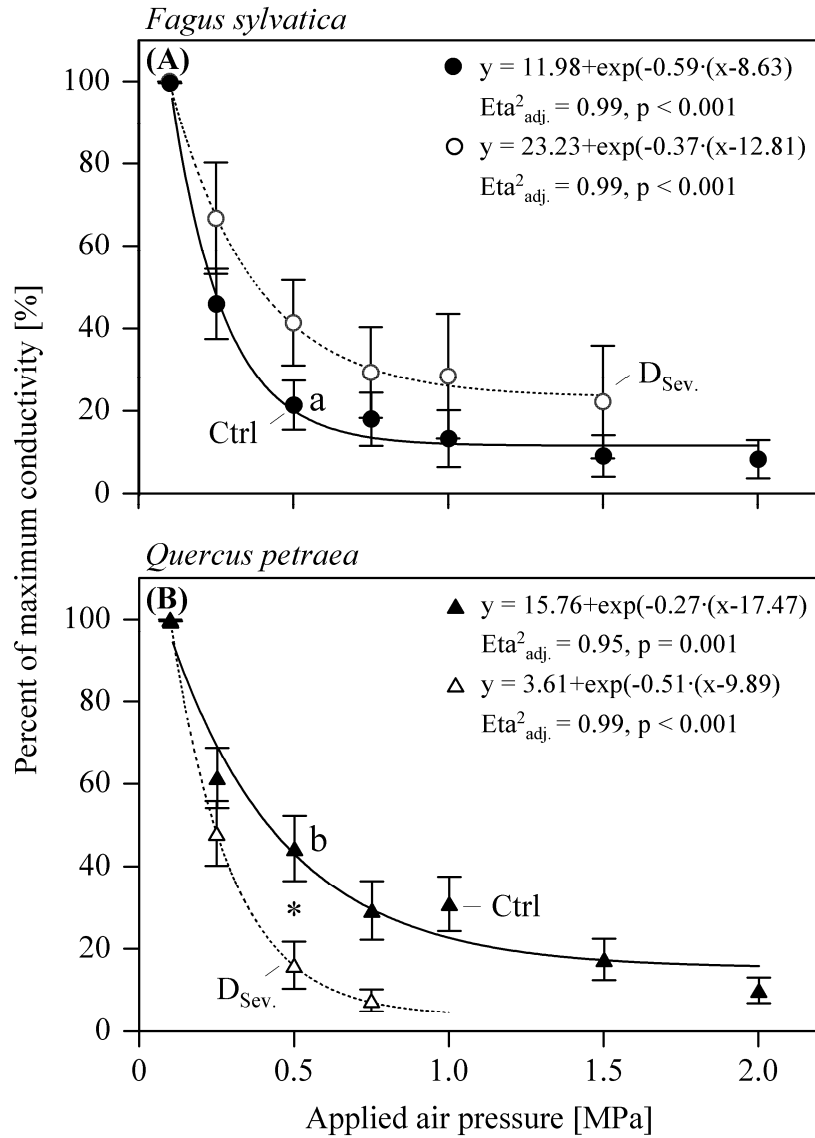 Fagus sylvatica
(A)
y = 11.98+exp(-0.59·(x-8.63)
Eta²adj. = 0.99, p < 0.001
y = 23.23+exp(-0.37·(x-12.81)
Eta²adj. = 0.99, p < 0.001
100
80
60
40
20
0
a
Ctrl
DSev.
Quercus petraea
(B)
y = 15.76+exp(-0.27·(x-17.47)
Eta²adj. = 0.95, p = 0.001
y = 3.61+exp(-0.51·(x-9.89)
Eta²adj. = 0.99, p < 0.001
100
80
60
40
20
0
b
*
Ctrl
DSev.
0 0.5 1.0 1.5 2.0
Applied air pressure [MPa]
Percent of maximum conductivity [%]